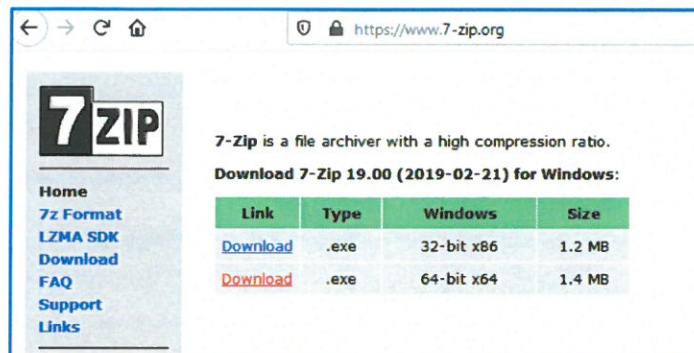 https://www.7-zip.org
7 ZIP
7-Zip is a file archiver with a high compression ratio.
Download 7-Zip 19.00 (2019-02-21) for Windows:
Home
7z Format
LZMA SDK
Download
FAQ
Support
Links
Link Type Windows Size
Download .exe 32-bit x86 1.2 MB
Download .exe 64-bit x64 1.4 MB